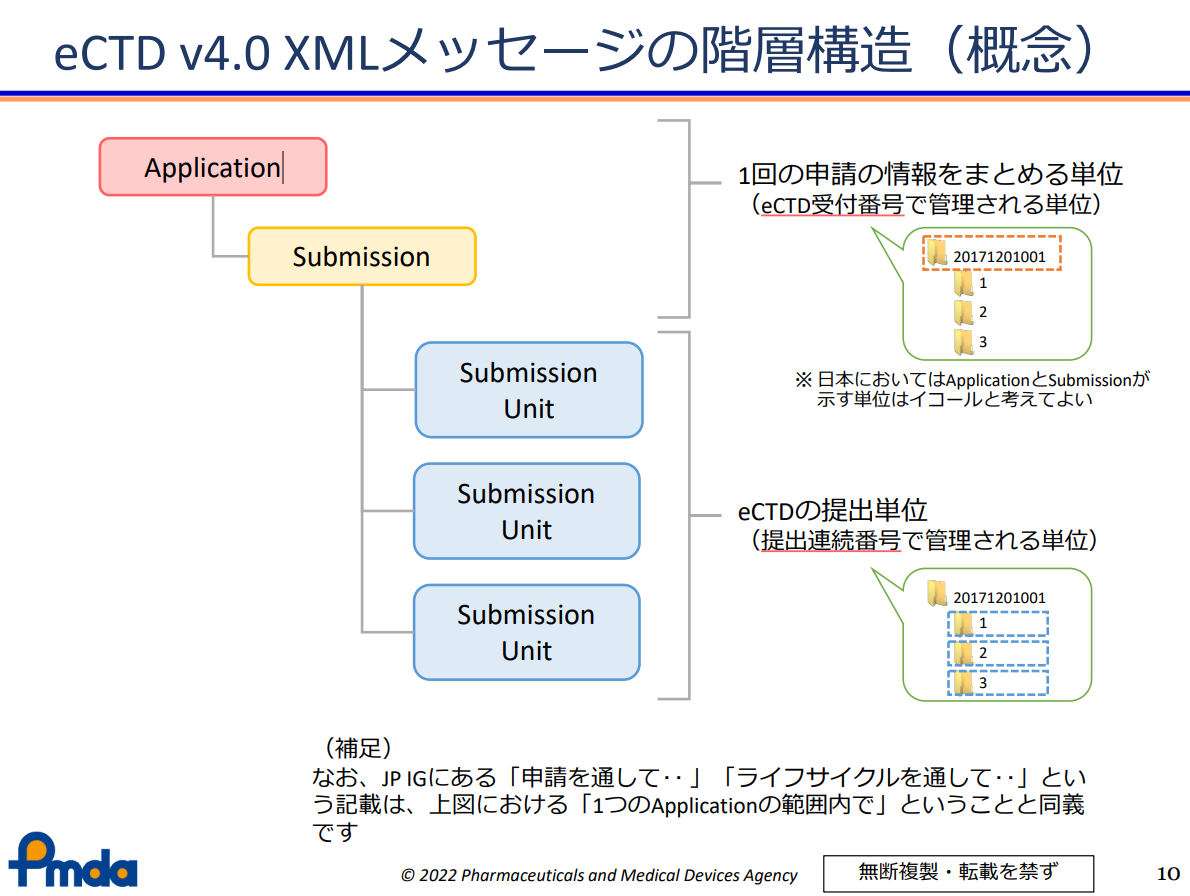 eCTD v4.0 XMLメッセージの階層構造（概念）
Application
Submission
Submission
Unit
Submission
Unit
Submission
Unit
1回の申請の情報をまとめる単位
（eCTD受付番号で管理される単位）
20171201001
1
2
3
※ 日本においてはApplicationとSubmissionが
示す単位はイコールと考えてよい
eCTDの提出単位
（提出連続番号で管理される単位）
20171201001
1
2
3
（補足）
なお、JP IGにある「申請を通して‥」「ライフサイクルを通して‥」とい
う記載は、上図における「1つのApplicationの範囲内で」ということと同義
です
Pmda
© 2022 Pharmaceuticals and Medical Devices Agency
無断複製・転載を禁ず
10